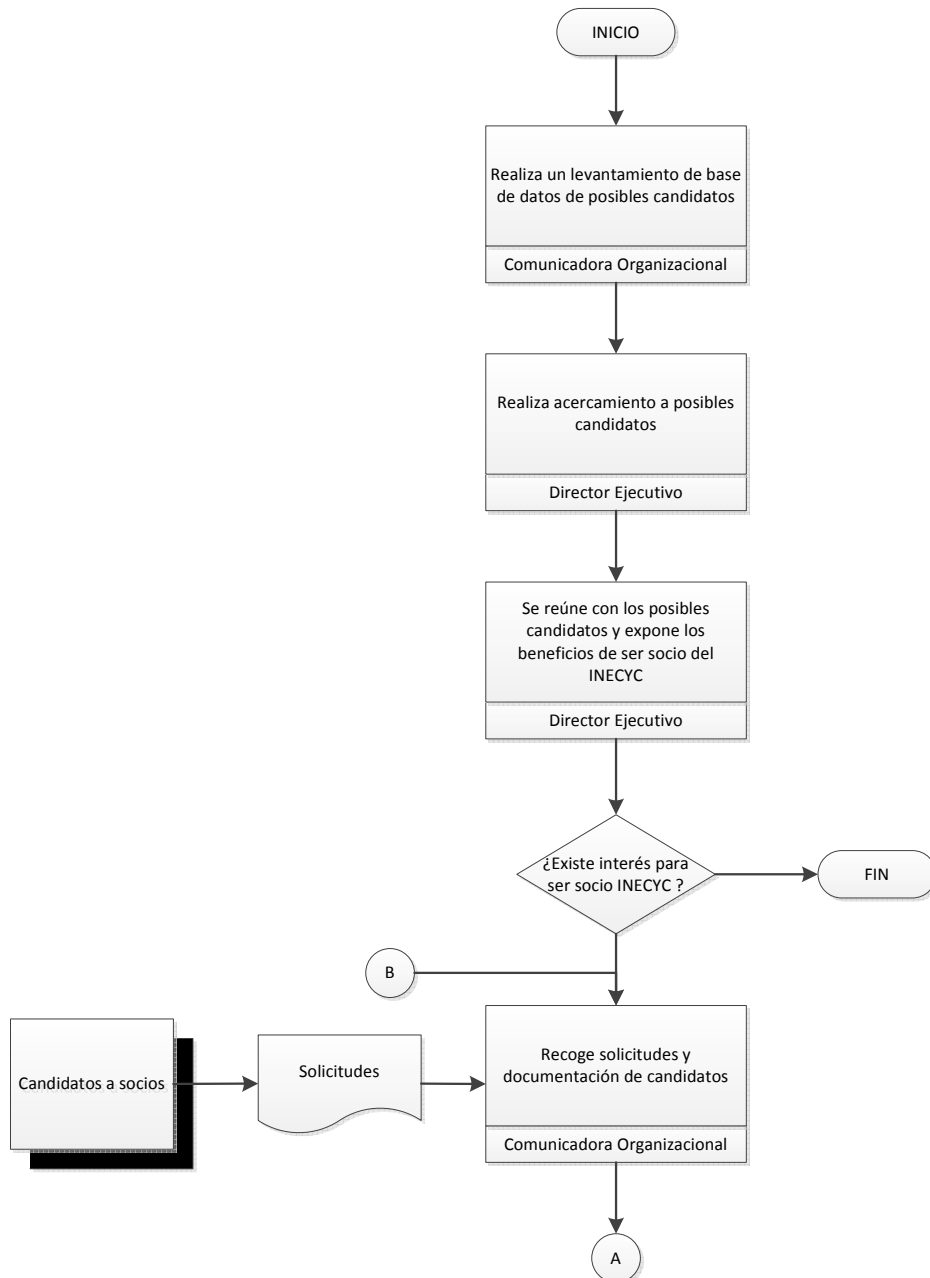 INICIO
Realiza un levantamiento de base
de datos de posibles candidatos
Comunicadora Organizacional
Realiza acercamiento a posibles
candidatos
Director Ejecutivo
Se reúne con los posibles
candidatos y expone los
beneficios de ser socio del
INECYC
Director Ejecutivo
¿Existe interés para
ser socio INECYC ?
FIN
B
Candidatos a socios
Solicitudes
Recoge solicitudes y
documentación de candidatos
Comunicadora Organizacional
A